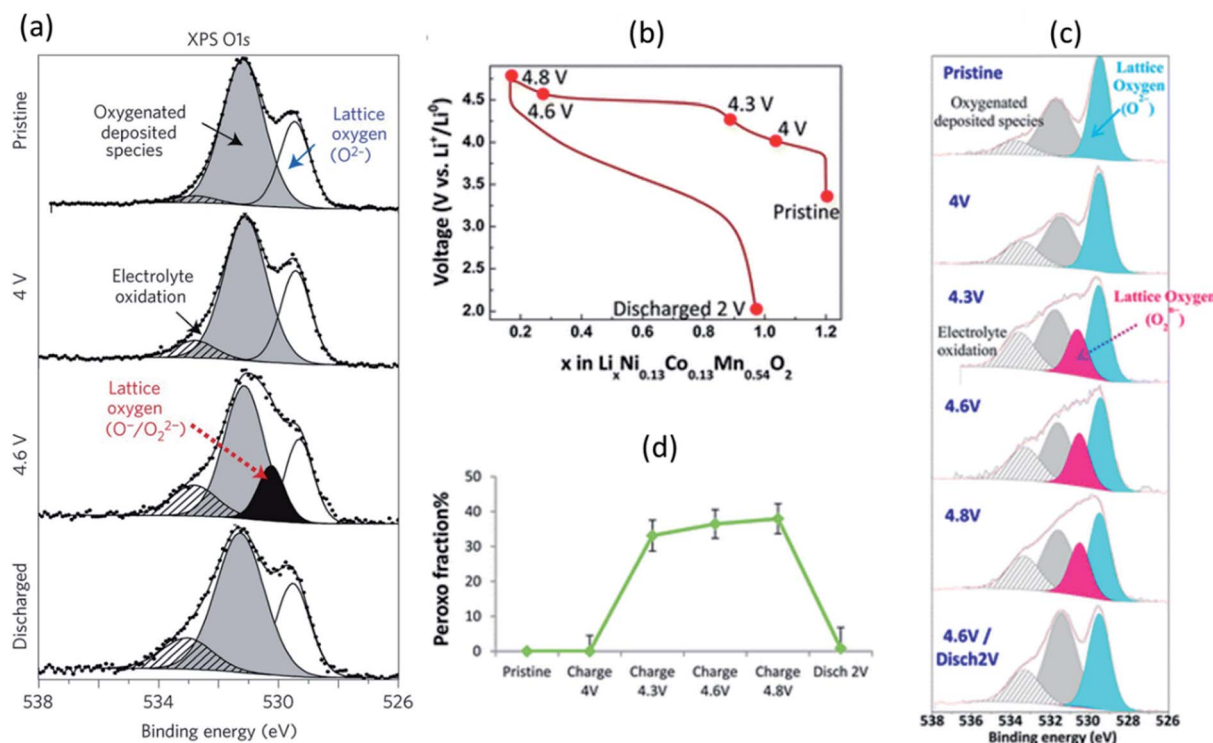 (a)
XPS O1s
Pristine
Oxygenated
deposited
species
Lattice
oxygen
(O²⁻)
4 V
Electrolyte
oxidation
4.6 V
Lattice
oxygen
(O⁻/O₂²⁻)
Discharged
538 534 530 526
Binding energy (eV)
(b)
Voltage (V vs. Li⁺/Li⁰)
4.5
4.0
3.5
3.0
2.5
2.0
4.8 V
4.6 V
4.3 V
4 V
Pristine
Discharged 2 V
0.2 0.4 0.6 0.8 1.0 1.2
x in LiₓNi₀.₁₃Co₀.₁₃Mn₀.₅₄O₂
(d)
Peroxo fraction%
50
40
30
20
10
0
Pristine Charge Charge Charge Charge Disch 2V
4V 4.3V 4.6V 4.8V
(c)
Pristine
Lattice
Oxygen
(O²⁻)
Oxygenated
deposited species
4V
4.3V
Lattice Oxygen
Electrolyte
oxidation
4.6V
4.8V
4.6V /
Disch2V
538 536 534 532 530 528 526
Binding energy (eV)